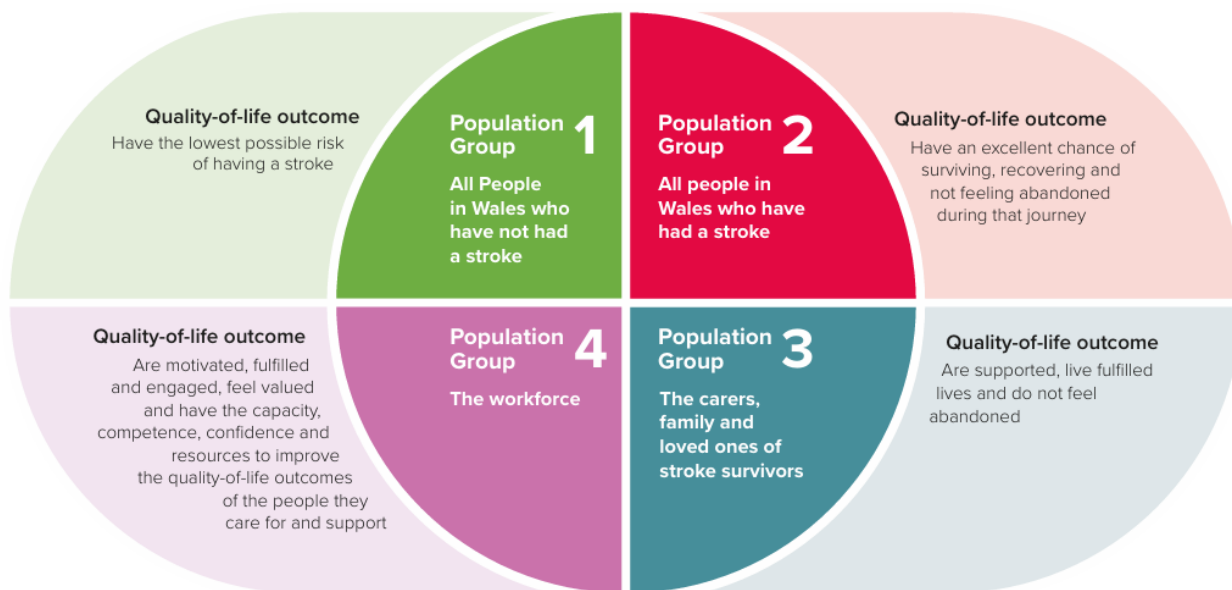 Quality-of-life outcome
Have the lowest possible risk
of having a stroke
Population
Group 1
All People
in Wales who
have not had
a stroke
Population
Group 2
All people in
Wales who have
had a stroke
Quality-of-life outcome
Have an excellent chance of
surviving, recovering and
not feeling abandoned
during that journey
Quality-of-life outcome
Are motivated, fulfilled
and engaged, feel valued
and have the capacity,
competence, confidence and
resources to improve
the quality-of-life outcomes
of the people they
care for and support
Population
Group 4
The workforce
Population
Group 3
The carers,
family and
loved ones of
stroke survivors
Quality-of-life outcome
Are supported, live fulfilled
lives and do not feel
abandoned